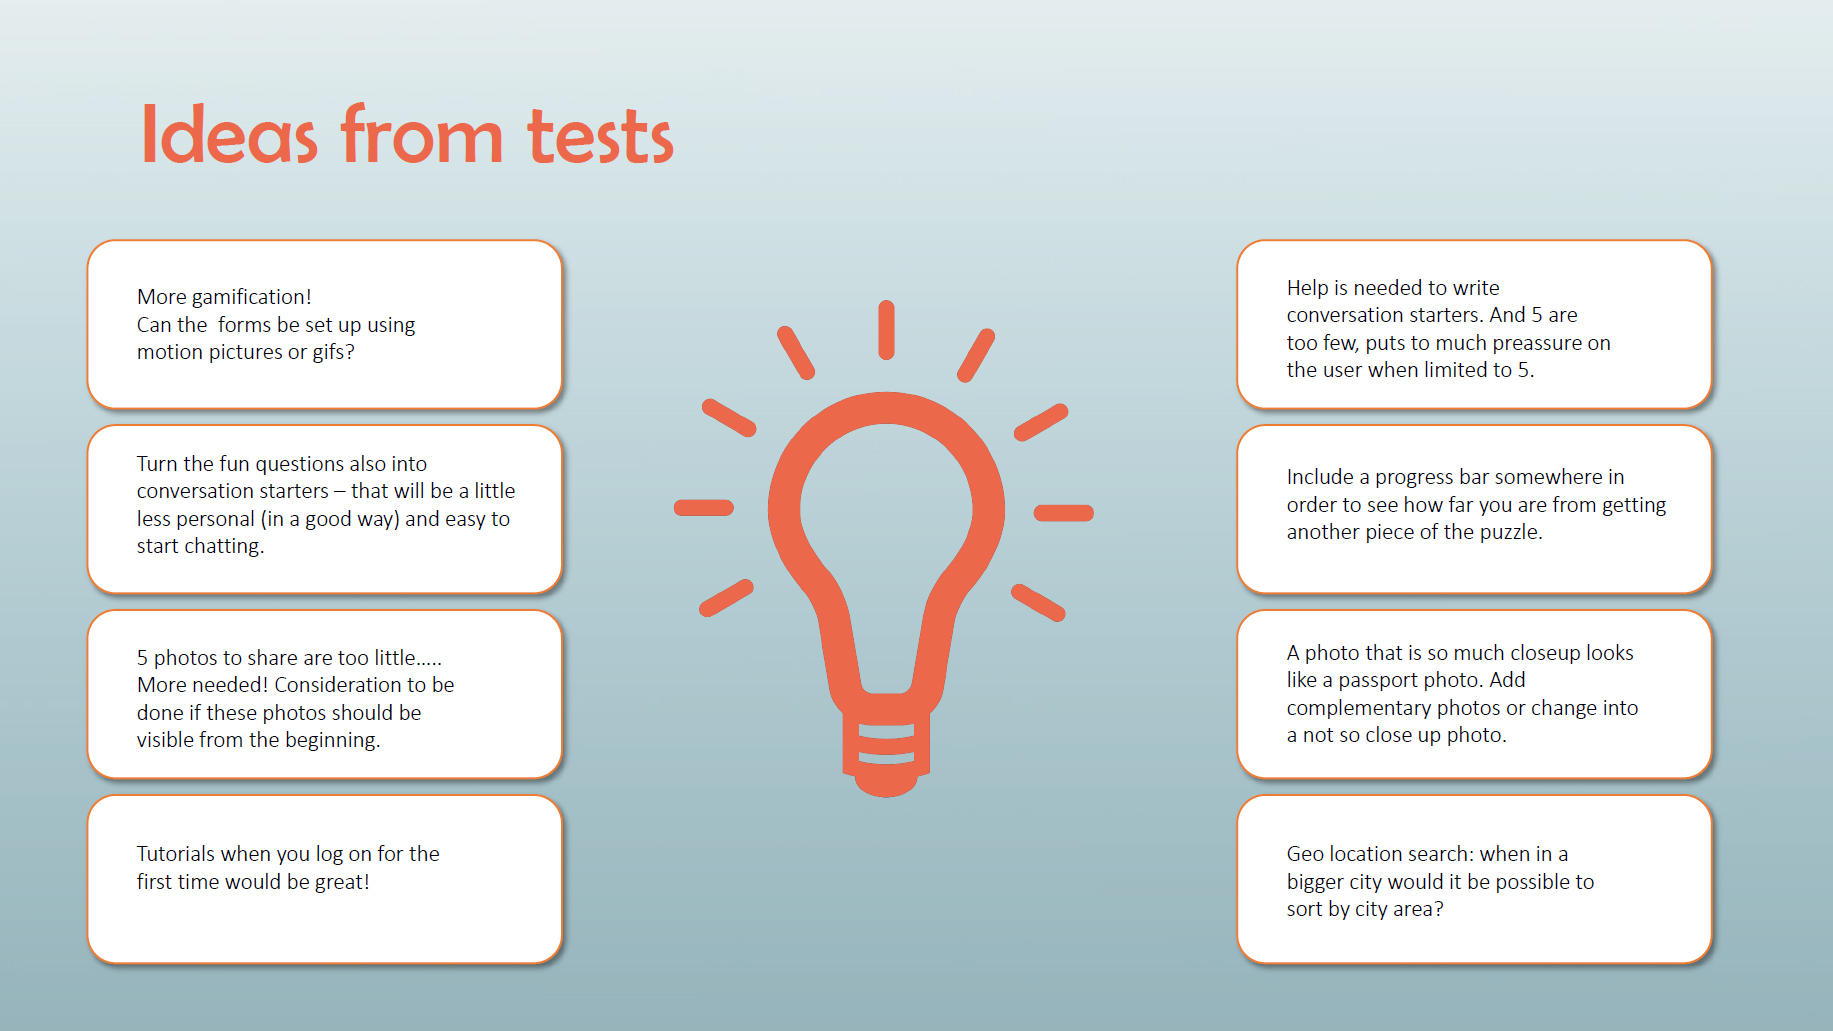 Ideas from tests
More gamification!
Can the  forms be set up using
motion pictures or gifs?
Turn the fun questions also into
conversation starters – that will be a little
less personal (in a good way) and easy to
start chatting.
5 photos to share are too little.....
More needed! Consideration to be
done if these photos should be
visible from the beginning.
Tutorials when you log on for the
first time would be great!
Help is needed to write
conversation starters. And 5 are
too few, puts to much preassure on
the user when limited to 5.
Include a progress bar somewhere in
order to see how far you are from getting
another piece of the puzzle.
A photo that is so much closeup looks
like a passport photo. Add
complementary photos or change into
a not so close up photo.
Geo location search: when in a
bigger city would it be possible to
sort by city area?